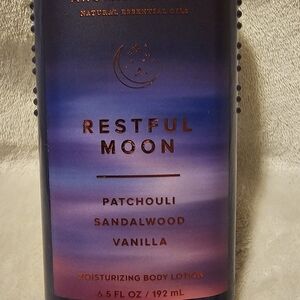 NATURAL ESSENTIAL OILS
RESTFUL
MOON
PATCHOULI
SANDALWOOD
VANILLA
MOISTURIZING BODY LOTION
6.5 FL OZ / 192 mL